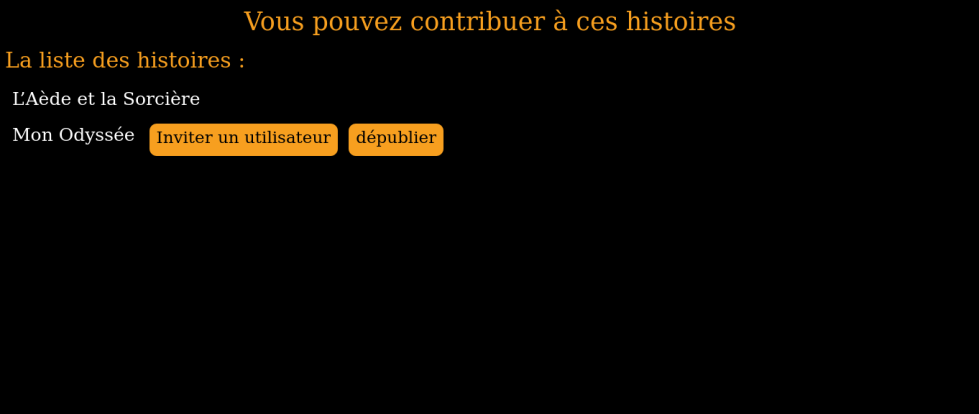 Vous pouvez contribuer à ces histoires
La liste des histoires :
L’Aède et la Sorcière
Mon Odyssée Inviter un utilisateur dépublier